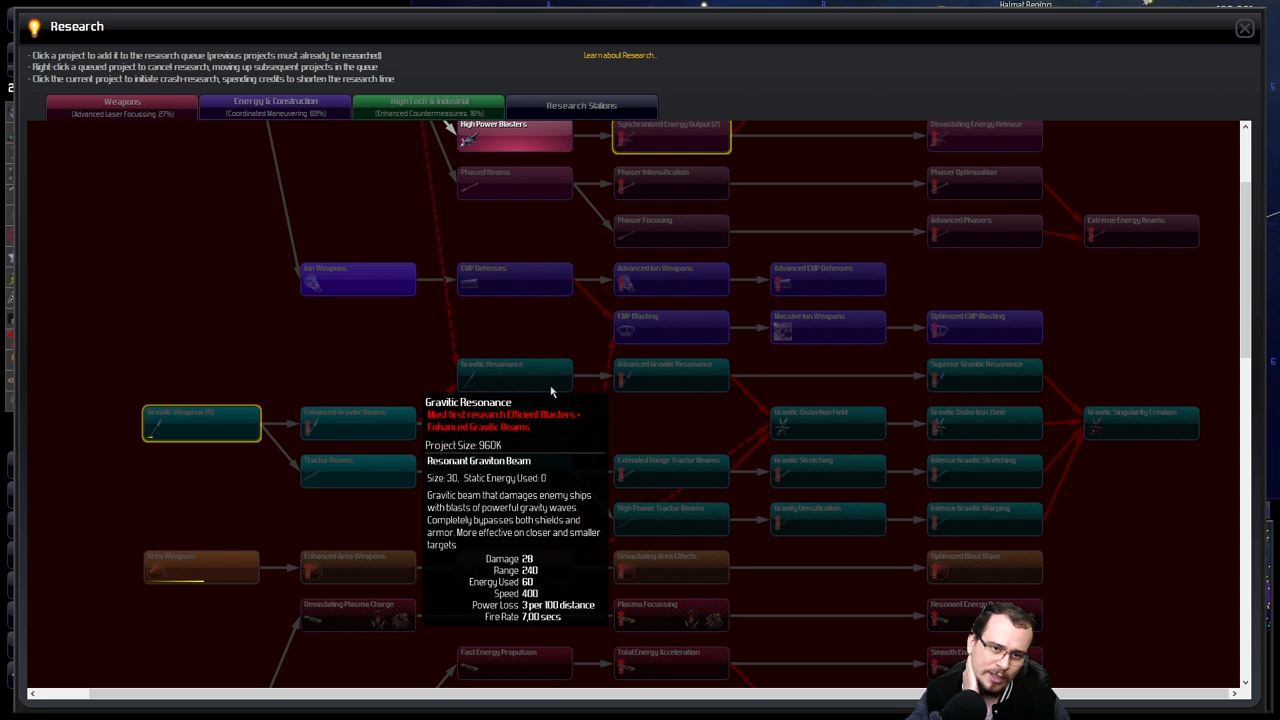 Halmat Region
Research
- Click a project to add it to the research queue (previous projects must already be researched)
- Right-click a queued project to cancel research, moving up subsequent projects in the queue
- Click the current project to initiate crash-research, spending credits to shorten the research time
Learn about Research...
Weapons
(Advanced Laser Focussing 27%)
Energy & Construction
(Coordinated Maneuvering 69%)
HighTech & Industrial
(Enhanced Countermeasures 16%)
Research Stations
High Power Blasters
Synchronized Energy Output (2)
Devastating Energy Release
Phased Beams
Phaser Intensification
Phaser Optimization
Phaser Focusing
Advanced Phasers
Extreme Energy Beams
Ion Weapons
EMP Defenses
Advanced Ion Weapons
Advanced EMP Defenses
EMP Blasting
Massive Ion Weapons
Optimized EMP Blasting
Gravitic Resonance
Advanced Gravitic Resonance
Superior Gravitic Resonance
Gravitic Weapons
Enhanced Gravitic Beams
Gravitic Distortion Field
Gravitic Distortion Zone
Gravitic Singularity Creation
Tractor Beams
Extended Range Tractor Beams
Gravitic Stretching
Intense Gravitic Stretching
High Power Tractor Beams
Gravity Densification
Intense Gravitic Warping
Gravitic Resonance
Must first research Efficient Blasters +
Enhanced Gravitic Beams
Project Size: 960K
Resonant Graviton Beam
Size: 30, Static Energy Used: 0
Gravitic beam that damages enemy ships
with blasts of powerful gravity waves.
Completely bypasses both shields and
armor. More effective on closer and smaller
targets
Damage 28
Range 240
Energy Used 60
Speed 400
Power Loss 3 per 100 distance
Fire Rate 7,00 secs
Area Weapons
Enhanced Area Weapons
Devastating Area Effects
Optimized Blast Wave
Devastating Plasma Charge
Plasma Focussing
Resonant Energy
Fast Energy Propulsion
Total Energy Acceleration
Smooth